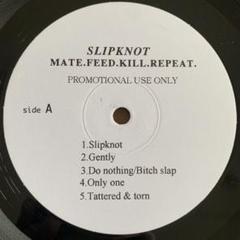 SLIPKNOT
MATE.FEED.KILL.REPEAT.
PROMOTIONAL USE ONLY
side A
1.Slipknot
2.Gently
3.Do nothing/Bitch slap
4.Only one
5.Tattered & torn